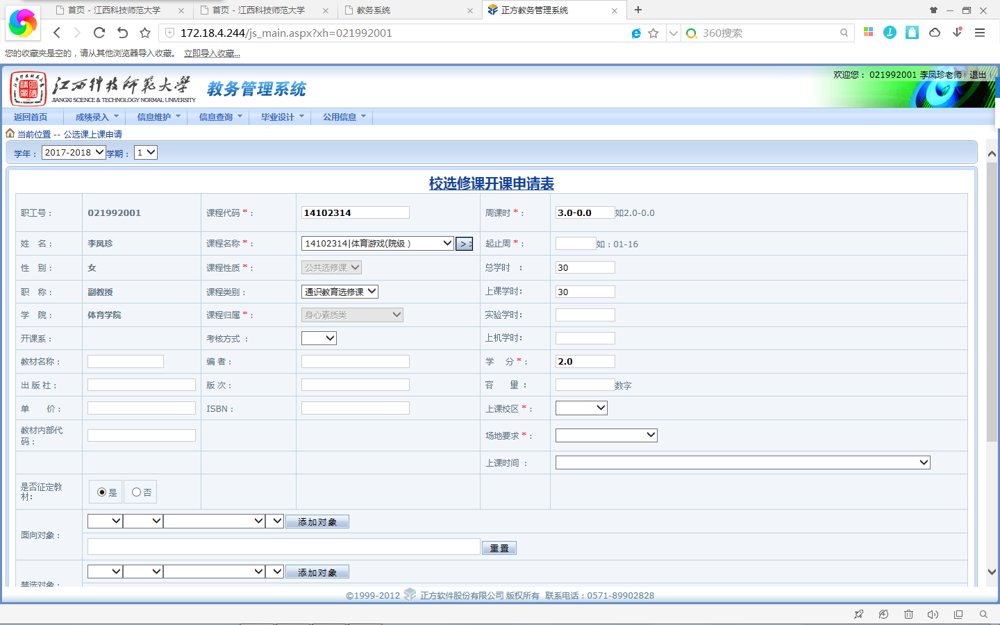 首页 - 江西科技师范大学
首页 - 江西科技师范大学
教务系统
正方教务管理系统
172.18.4.244/js_main.aspx?xh=021992001
360搜索
您的收藏夹是空的，请从其他浏览器导入收藏。 立即导入收藏...
江西科技师范大学
JIANGXI SCIENCE & TECHNOLOGY NORMAL UNIVERSITY
教务管理系统
欢迎您： 021992001 李凤珍老师 退出
返回首页 成绩录入 信息维护 信息查询 毕业设计 公用信息
当前位置 -- 公选课上课申请
学年： 2017-2018 学期： 1
校选修课开课申请表
职工号： 021992001 课程代码 *： 14102314 周课时 *： 3.0-0.0 如2.0-0.0
姓 名： 李凤珍 课程名称 *： 14102314|体育游戏(院级） >> 起止周 *： 如：01-16
性 别： 女 课程性质 *： 公共选修课 总学时 ： 30
职 称： 副教授 课程类别： 通识教育选修课 上课学时： 30
学 院： 体育学院 课程归属 *： 身心素质类 实验学时：
开课系： 考核方式 ： 上机学时：
教材名称： 编 者： 学 分 *： 2.0
出 版 社： 版 次： 容 量 ： 数字
单 价： ISBN： 上课校区 *：
教材内部代
码： 场地要求 *：
上课时间 ：
是否征定教
材： 是 否
面向对象： 添加对象
重 置
禁选对象： 添加对象
©1999-2012 正方软件股份有限公司 版权所有 联系电话：0571-89902828